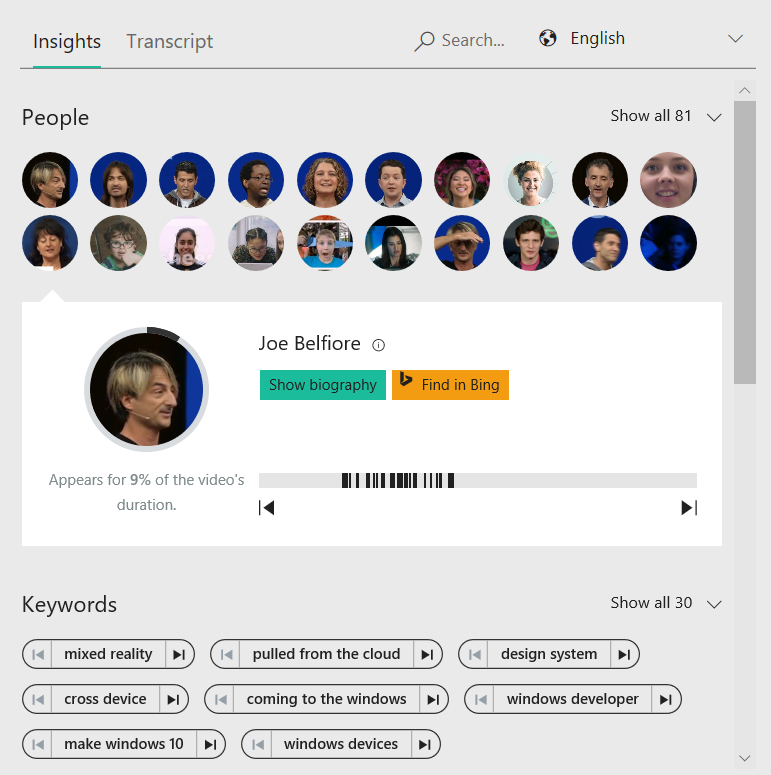 Insights Transcript Search... English
People Show all 81
Joe Belfiore
Show biography Find in Bing
Appears for 9% of the video's
duration.
Keywords Show all 30
mixed reality pulled from the cloud design system
cross device coming to the windows windows developer
make windows 10 windows devices